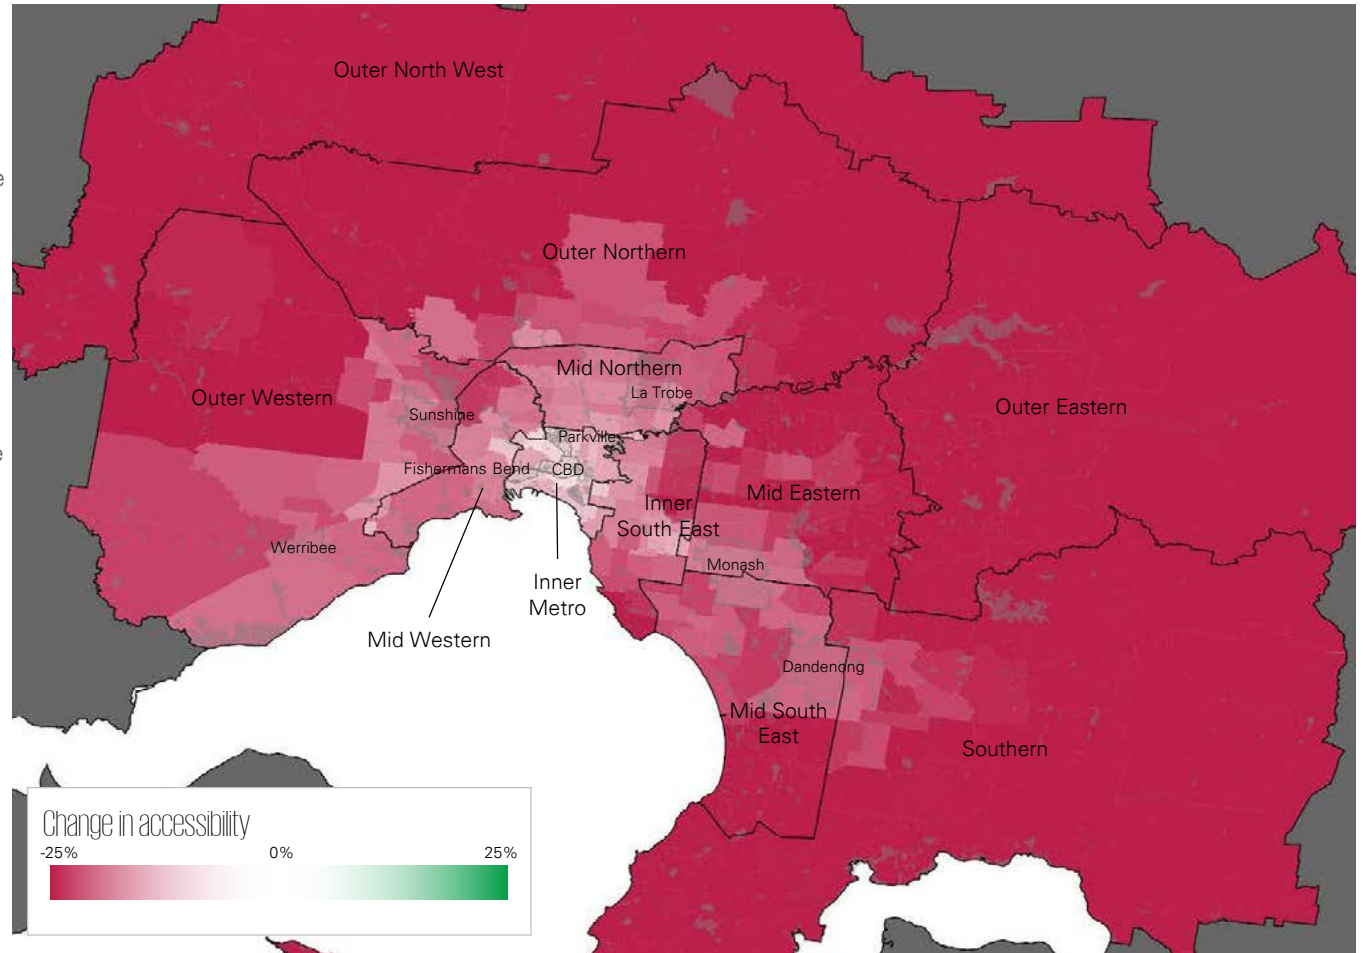 Outer North West
e
Outer Northern
Mid Northern
La Trobe
Outer Western
Outer Eastern
Sunshine
Parkville
e
Fishermans Bend
CBD
Mid Eastern
Inner
South East
Werribee
Monash
Inner
Metro
Mid Western
Dandenong
Mid South
East
Southern
Change in accessibility
-25%
0%
25%